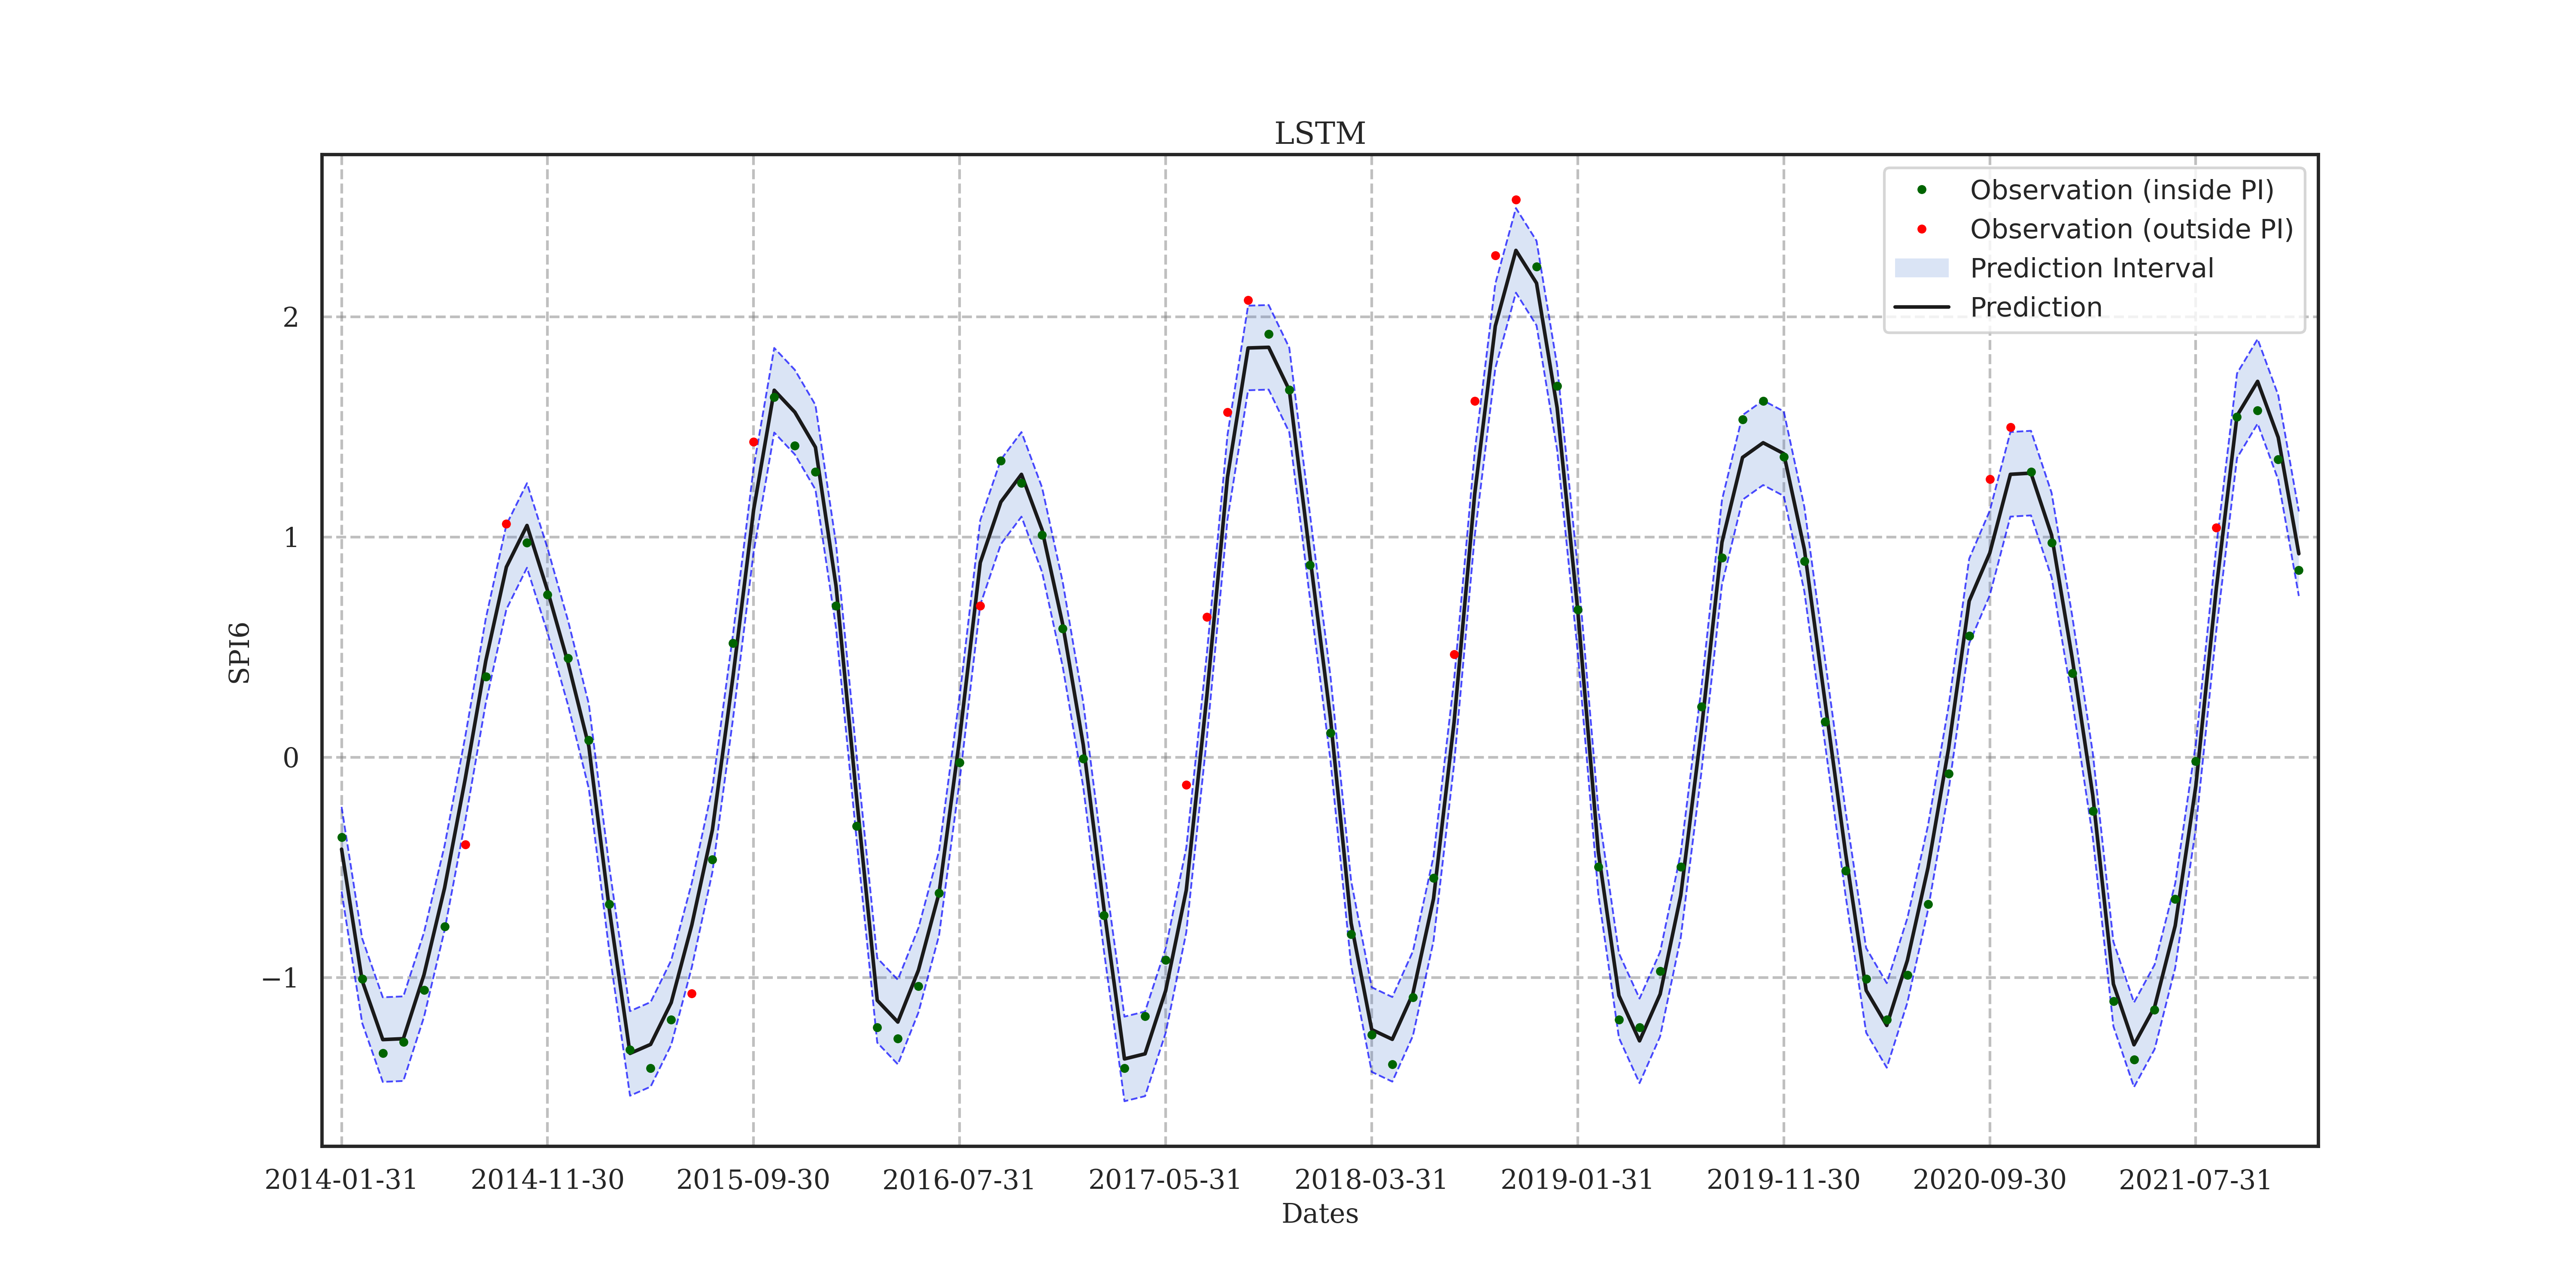 LSTM
Observation (inside PI)
Observation (outside PI)
Prediction Interval
Prediction
2
1
0
−1
SPI6
2014-01-31 2014-11-30 2015-09-30 2016-07-31 2017-05-31 2018-03-31 2019-01-31 2019-11-30 2020-09-30 2021-07-31
Dates